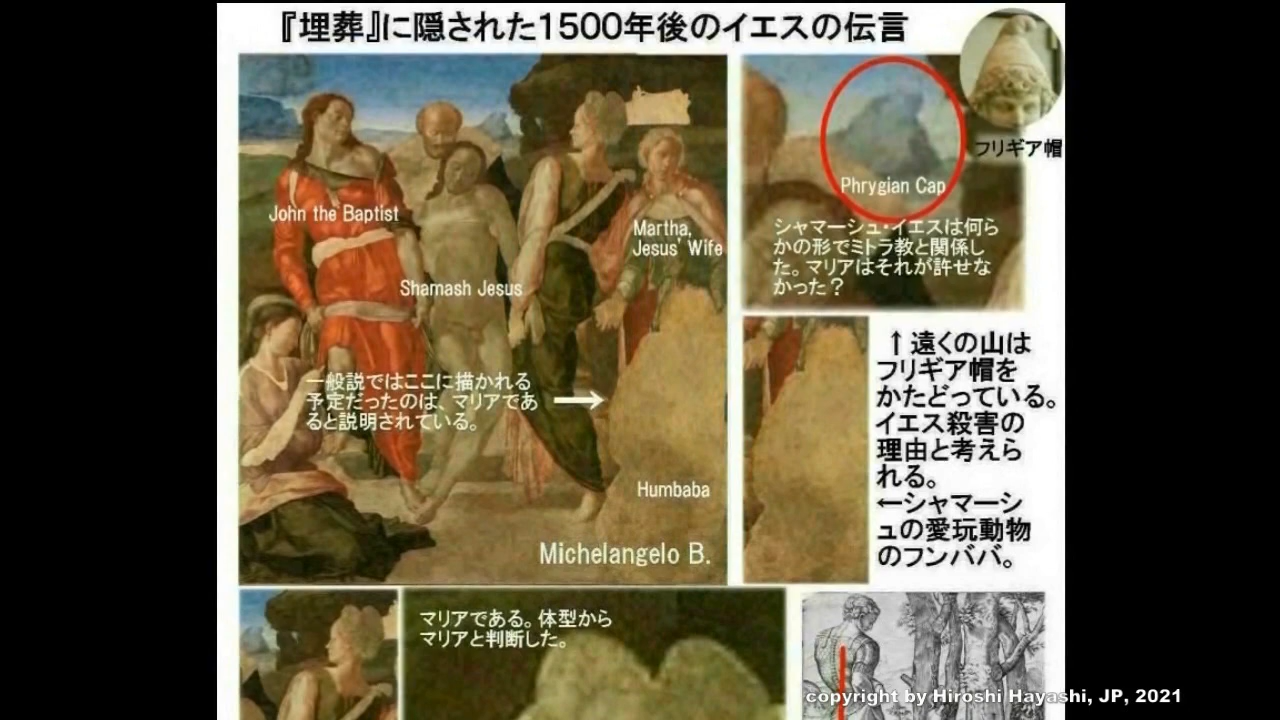 『埋葬』に隠された1500年後のイエスの伝言
フリギア帽
John the Baptist
Shamash Jesus
Martha,
Jesus' Wife
一般説ではここに描かれる
予定だったのは、マリアであ
ると説明されている。
Humbaba
Michelangelo B.
Phrygian Cap
シャマーシュ・イエスは何ら
かの形でミトラ教と関係し
た。マリアはそれが許せな
かった？
↑遠くの山は
フリギア帽を
かたどっている。
イエス殺害の
理由と考えら
れる。
←シャマーシ
ュの愛玩動物
のフンババ。
マリアである。体型から
マリアと判断した。
copyright by Hiroshi Hayashi, JP, 2021